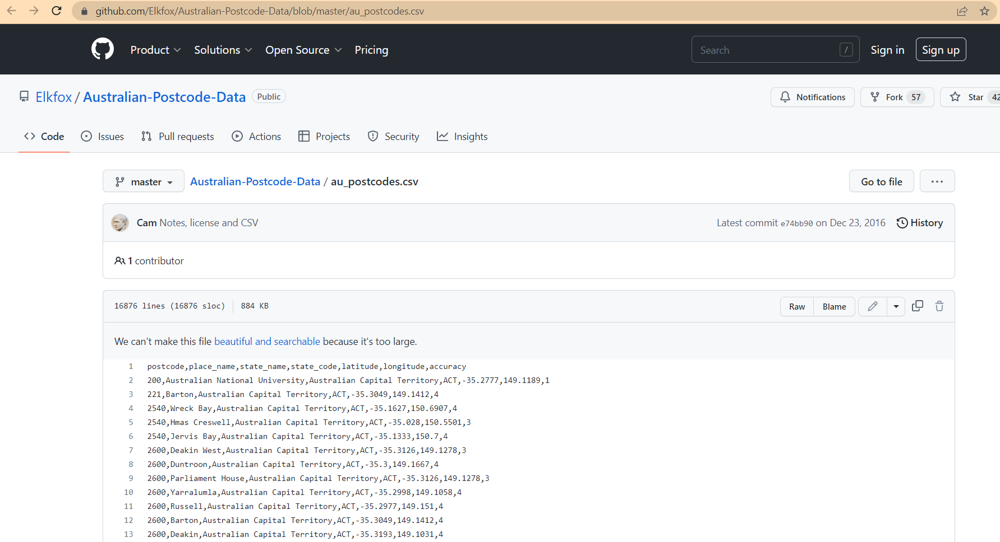 github.com/Elkfox/Australian-Postcode-Data/blob/master/au_postcodes.csv
Product Solutions Open Source Pricing Search / Sign in Sign up
Elkfox / Australian-Postcode-Data Public Notifications Fork 57 Star 42
Code Issues Pull requests Actions Projects Security Insights
master Australian-Postcode-Data / au_postcodes.csv Go to file ...
Cam Notes, license and CSV Latest commit e74bb90 on Dec 23, 2016 History
1 contributor
16876 lines (16876 sloc) 884 KB Raw Blame
We can't make this file beautiful and searchable because it's too large.
1 postcode,place_name,state_name,state_code,latitude,longitude,accuracy
2 200,Australian National University,Australian Capital Territory,ACT,-35.2777,149.1189,1
3 221,Barton,Australian Capital Territory,ACT,-35.3049,149.1412,4
4 2540,Wreck Bay,Australian Capital Territory,ACT,-35.1627,150.6907,4
5 2540,Hmas Creswell,Australian Capital Territory,ACT,-35.028,150.5501,3
6 2540,Jervis Bay,Australian Capital Territory,ACT,-35.1333,150.7,4
7 2600,Deakin West,Australian Capital Territory,ACT,-35.3126,149.1278,3
8 2600,Duntroon,Australian Capital Territory,ACT,-35.3,149.1667,4
9 2600,Parliament House,Australian Capital Territory,ACT,-35.3126,149.1278,3
10 2600,Yarralumla,Australian Capital Territory,ACT,-35.2998,149.1058,4
11 2600,Russell,Australian Capital Territory,ACT,-35.2977,149.151,4
12 2600,Barton,Australian Capital Territory,ACT,-35.3049,149.1412,4
13 2600,Deakin,Australian Capital Territory,ACT,-35.3193,149.1031,4